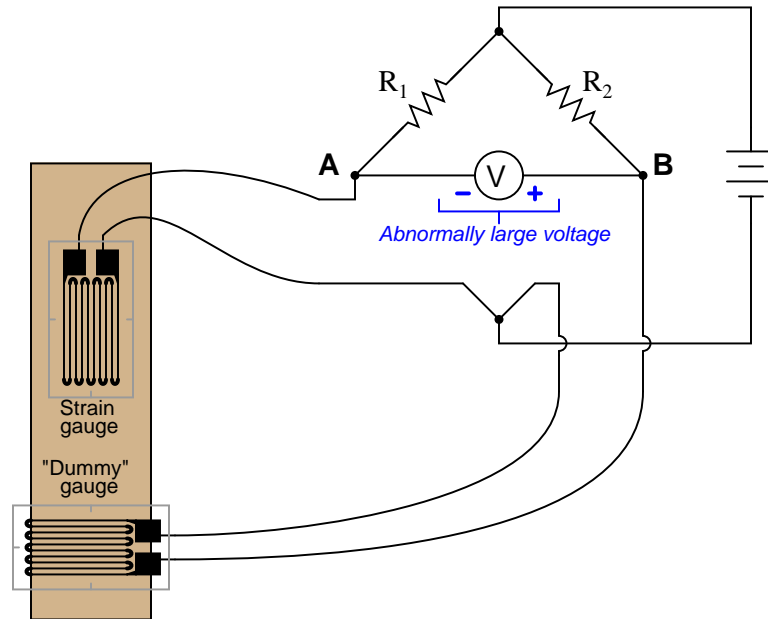 R1
R2
A
V
B
− +
Abnormally large voltage
Strain
gauge
"Dummy"
gauge